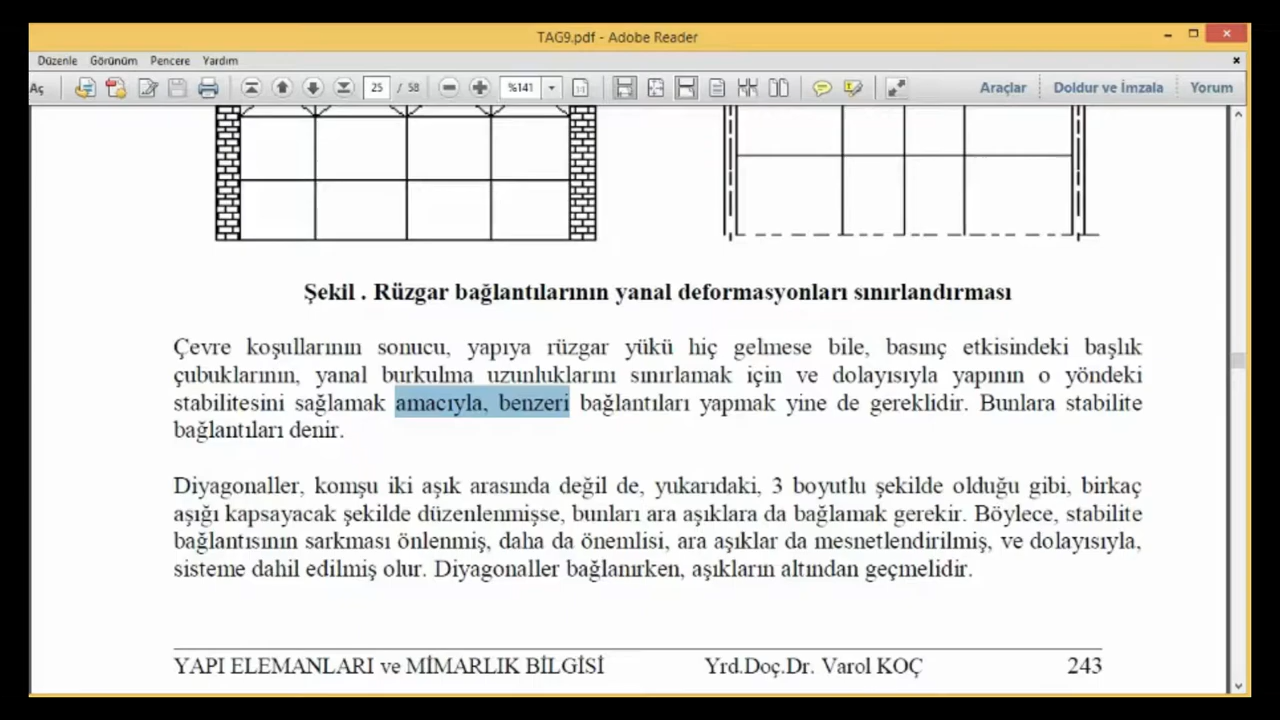 TAG9.pdf - Adobe Reader
Düzenle Görünüm Pencere Yardım
Aç 25 / 58 %141 Araçlar Doldur ve İmzala Yorum
Şekil . Rüzgar bağlantılarının yanal deformasyonları sınırlandırması
Çevre koşullarının sonucu, yapıya rüzgar yükü hiç gelmese bile, basınç etkisindeki başlık
çubuklarının, yanal burkulma uzunluklarını sınırlamak için ve dolayısıyla yapının o yöndeki
stabilitesini sağlamak amacıyla, benzeri bağlantıları yapmak yine de gereklidir. Bunlara stabilite
bağlantıları denir.
Diyagonaller, komşu iki aşık arasında değil de, yukarıdaki, 3 boyutlu şekilde olduğu gibi, birkaç
aşığı kapsayacak şekilde düzenlenmişse, bunları ara aşıklara da bağlamak gerekir. Böylece, stabilite
bağlantısının sarkması önlenmiş, daha da önemlisi, ara aşıklar da mesnetlendirilmiş, ve dolayısıyla,
sisteme dahil edilmiş olur. Diyagonaller bağlanırken, aşıkların altından geçmelidir.
YAPI ELEMANLARI ve MİMARLIK BİLGİSİ Yrd.Doç.Dr. Varol KOÇ 243